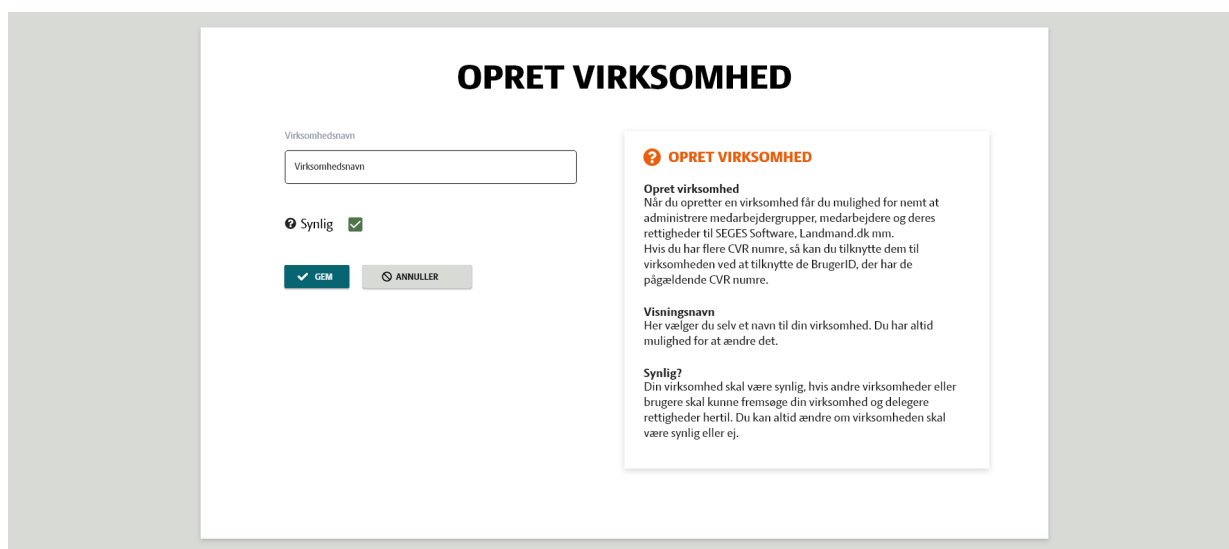 OPRET VIRKSOMHED
Virksomhedsnavn
Virksomhedsnavn
Synlig
GEM
ANNULLER
OPRET VIRKSOMHED
Opret virksomhed
Når du opretter en virksomhed får du mulighed for nemt at
administrere medarbejdergrupper, medarbejdere og deres
rettigheder til SEGES Software, Landmand.dk mm.
Hvis du har flere CVR numre, så kan du tilknytte dem til
virksomheden ved at tilknytte de BrugerID, der har de
pågældende CVR numre.
Visningsnavn
Her vælger du selv et navn til din virksomhed. Du har altid
mulighed for at ændre det.
Synlig?
Din virksomhed skal være synlig, hvis andre virksomheder eller
brugere skal kunne fremsøge din virksomhed og delegere
rettigheder hertil. Du kan altid ændre om virksomheden skal
være synlig eller ej.